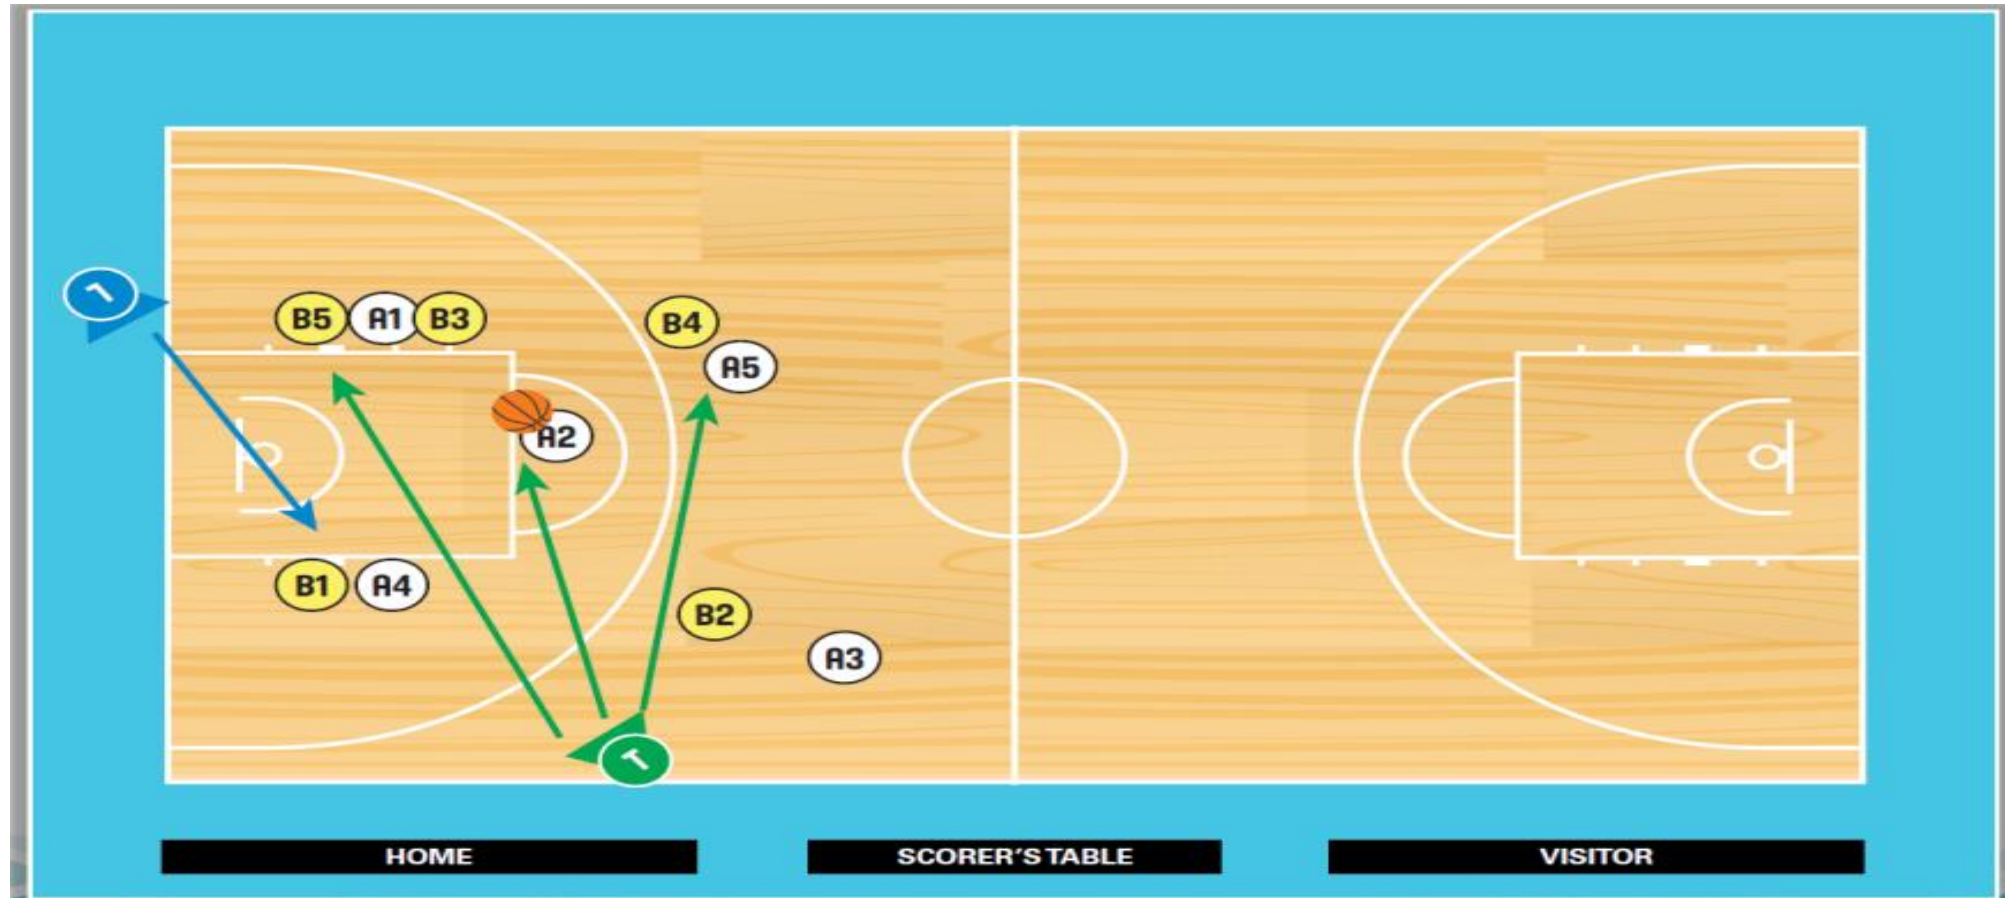 L
B5 A1 B3
B4
A5
A2
B1 A4
B2
A3
T
HOME SCORER'S TABLE VISITOR